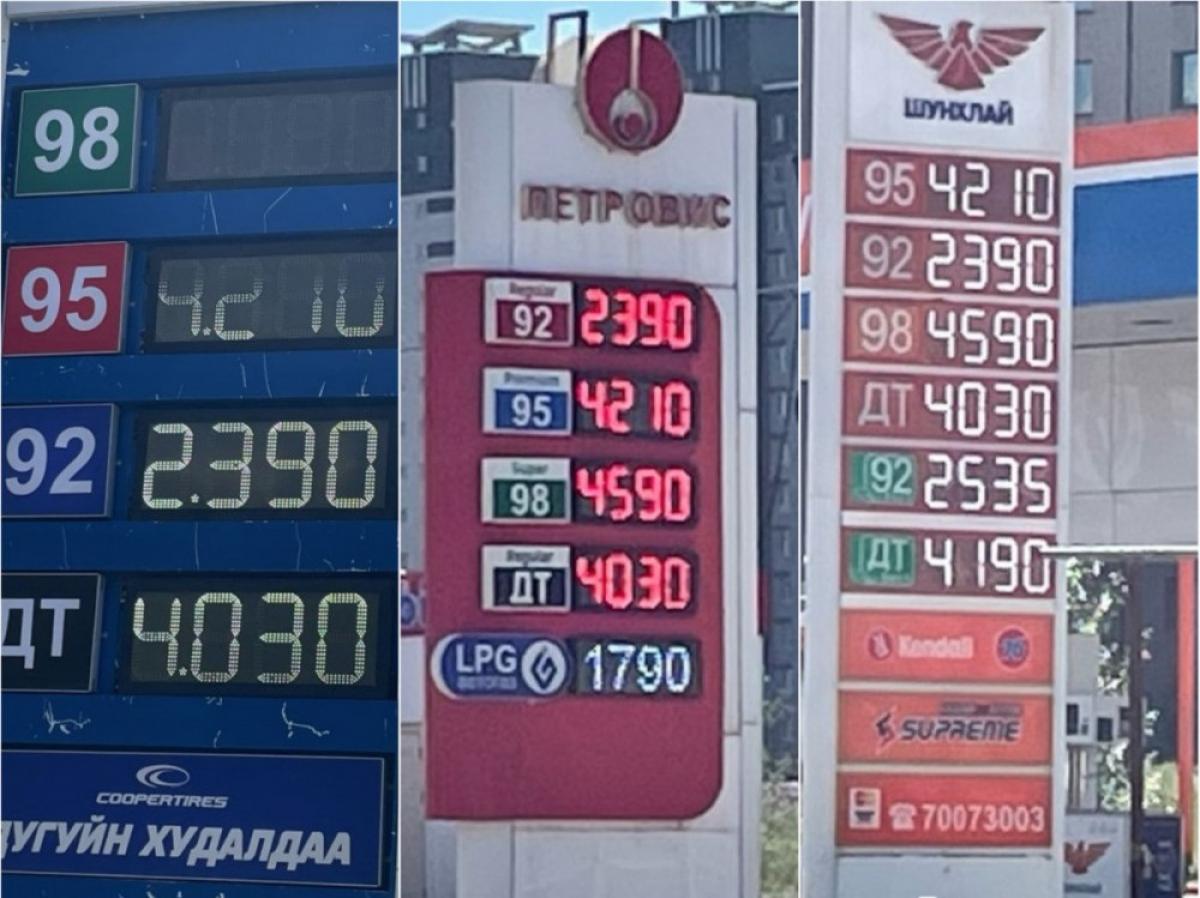 98
95 4.210
92 2.390
ДТ 4.030
COOPERTIRES
ДУГУЙН ХУДАЛДАА
ПЕТРОВИС
Regular
92 2390
Premium
95 4210
Super
98 4590
Regular
ДТ 4030
LPG 1790
ШУНХЛАЙ
95 4210
92 2390
98 4590
ДТ 4030
92 2535
ДТ 4190
Kendall 76
SUPREME
☎70073003
ШУНХЛАЙ